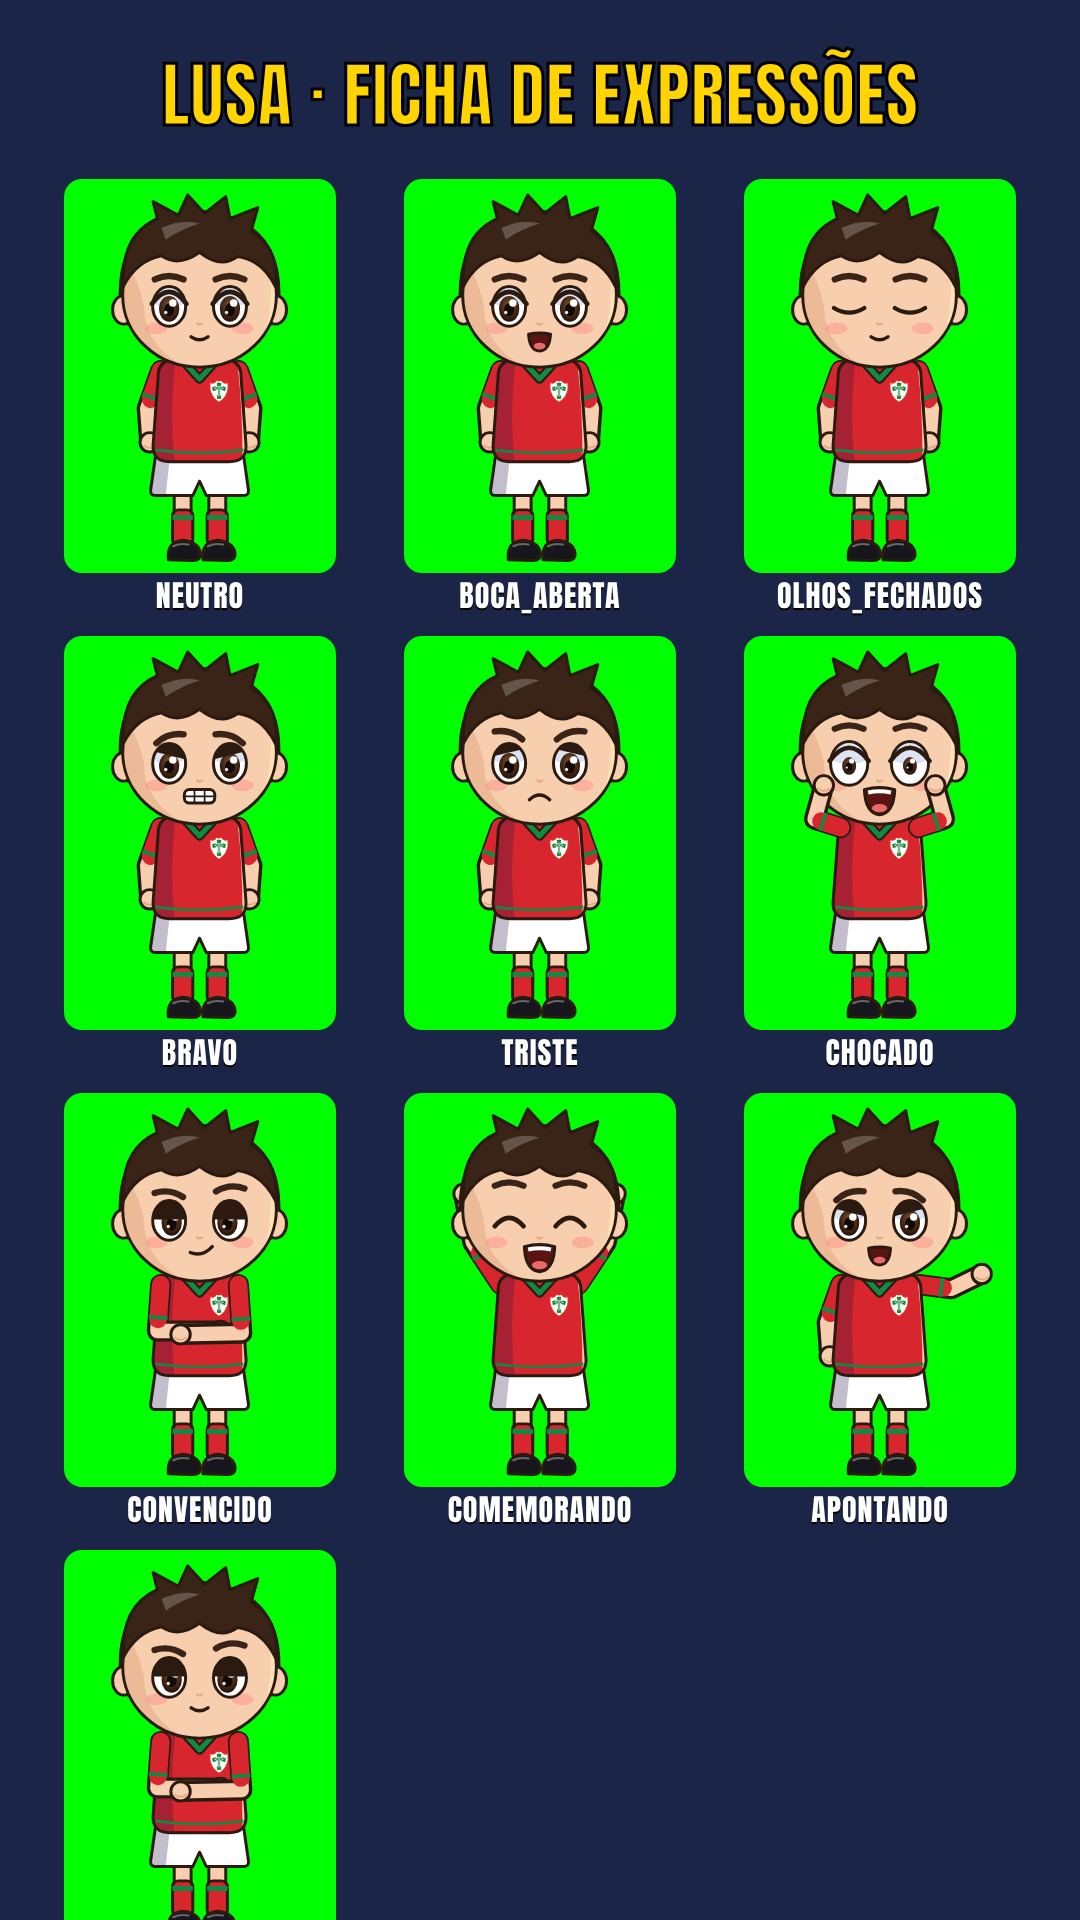 LUSA · FICHA DE EXPRESSÕES
NEUTRO
BOCA_ABERTA
OLHOS_FECHADOS
BRAVO
TRISTE
CHOCADO
CONVENCIDO
COMEMORANDO
APONTANDO